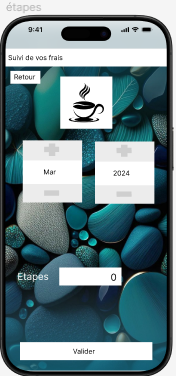 étapes
9:41
Suivi de vos frais
Retour
Mar
2024
Etapes
0
Valider